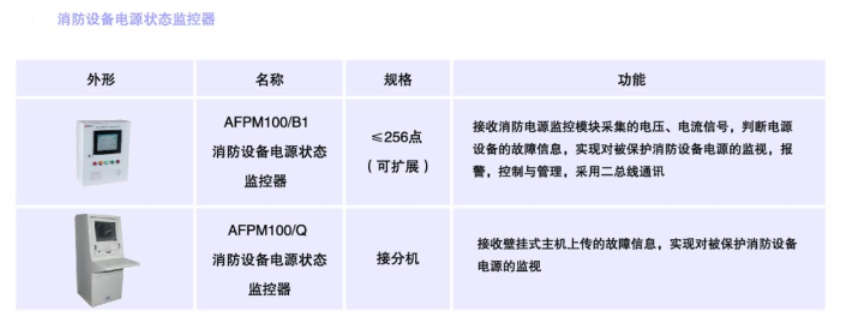 消防设备电源状态监控器
外形
名称
规格
功能
AFPM100/B1
消防设备电源状态
监控器
≤256点
（可扩展）
接收消防电源监控模块采集的电压、电流信号，判断电源
设备的故障信息，实现对被保护消防设备电源的监视，报
警，控制与管理，采用二总线通讯
AFPM100/Q
消防设备电源状态
监控器
接分机
接收壁挂式主机上传的故障信息，实现对被保护消防设备
电源的监视